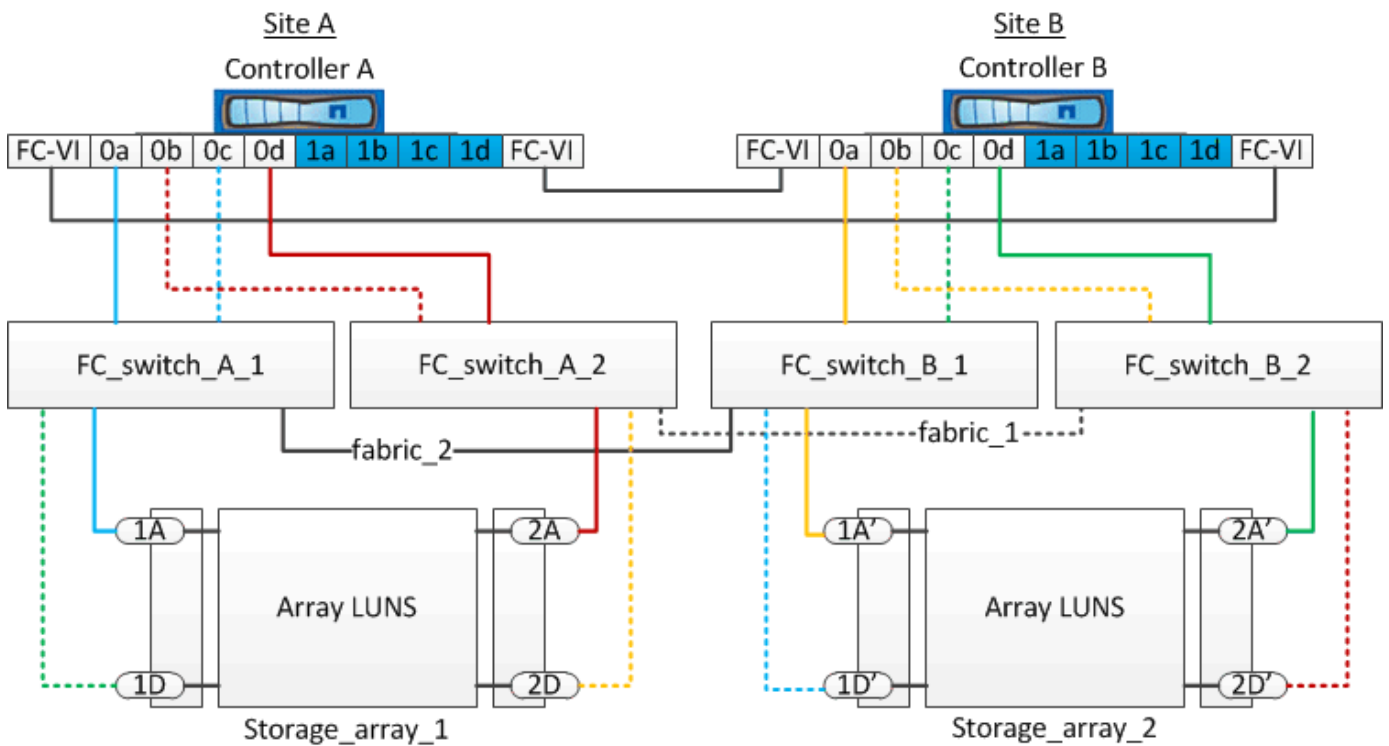 Site A
Site B
Controller A
Controller B
FC-VI 0a 0b 0c 0d 1a 1b 1c 1d FC-VI
FC-VI 0a 0b 0c 0d 1a 1b 1c 1d FC-VI
FC_switch_A_1
FC_switch_A_2
FC_switch_B_1
FC_switch_B_2
fabric_2
fabric_1
1A
2A
1A’
2A’
Array LUNS
Array LUNS
1D
2D
1D’
2D’
Storage_array_1
Storage_array_2